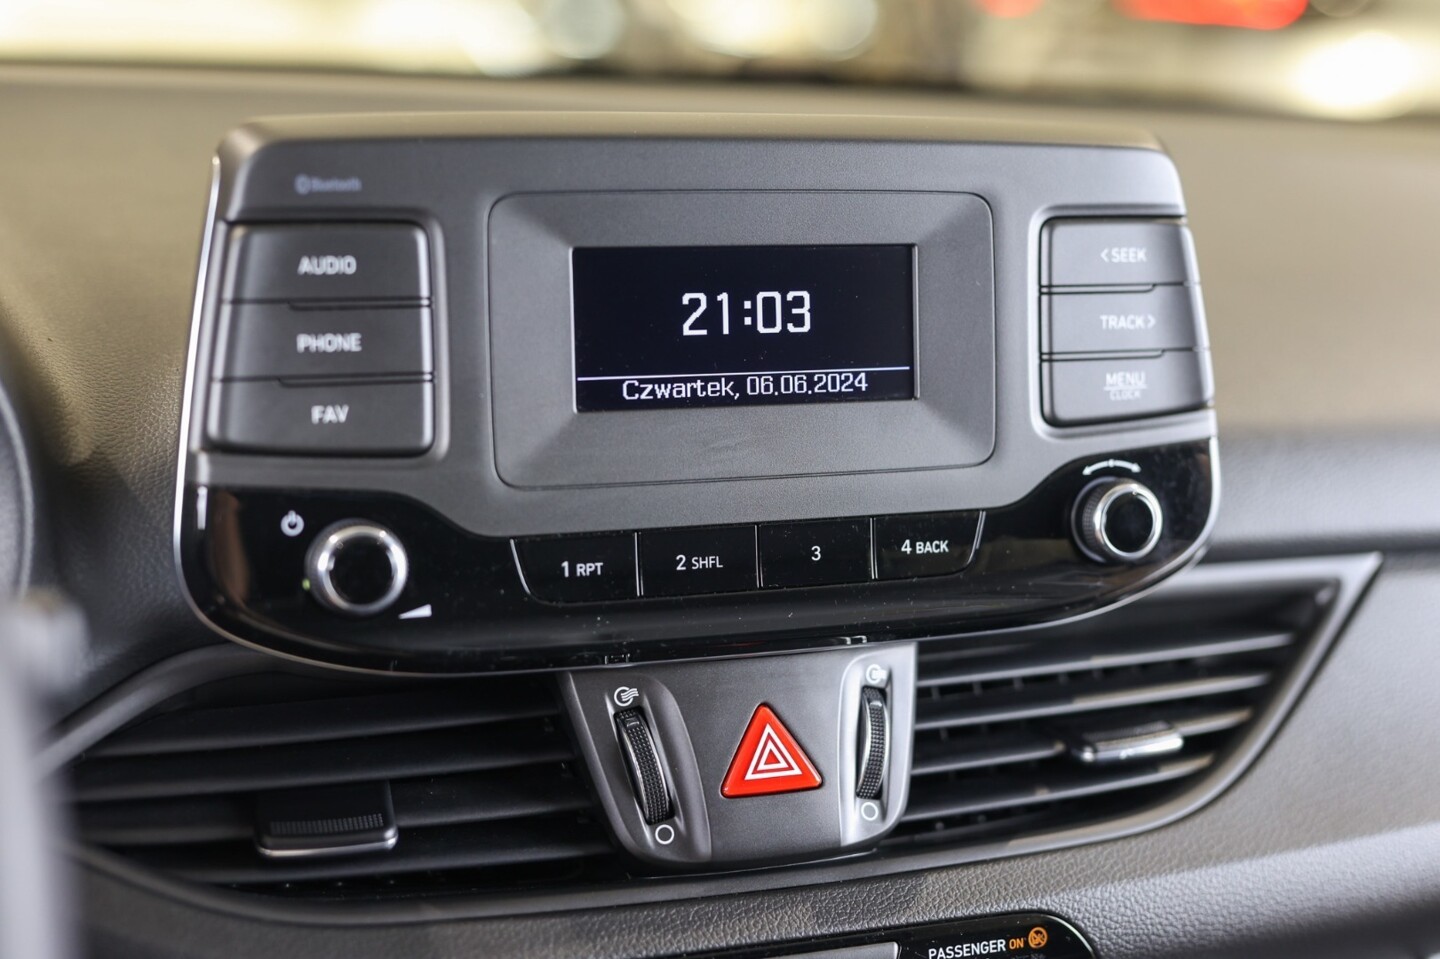 Bluetooth
AUDIO
PHONE
FAV
21:03
Czwartek, 06.06.2024
<SEEK
TRACK>
MENU
CLOCK
1 RPT
2 SHFL
3
4 BACK
PASSENGER ON